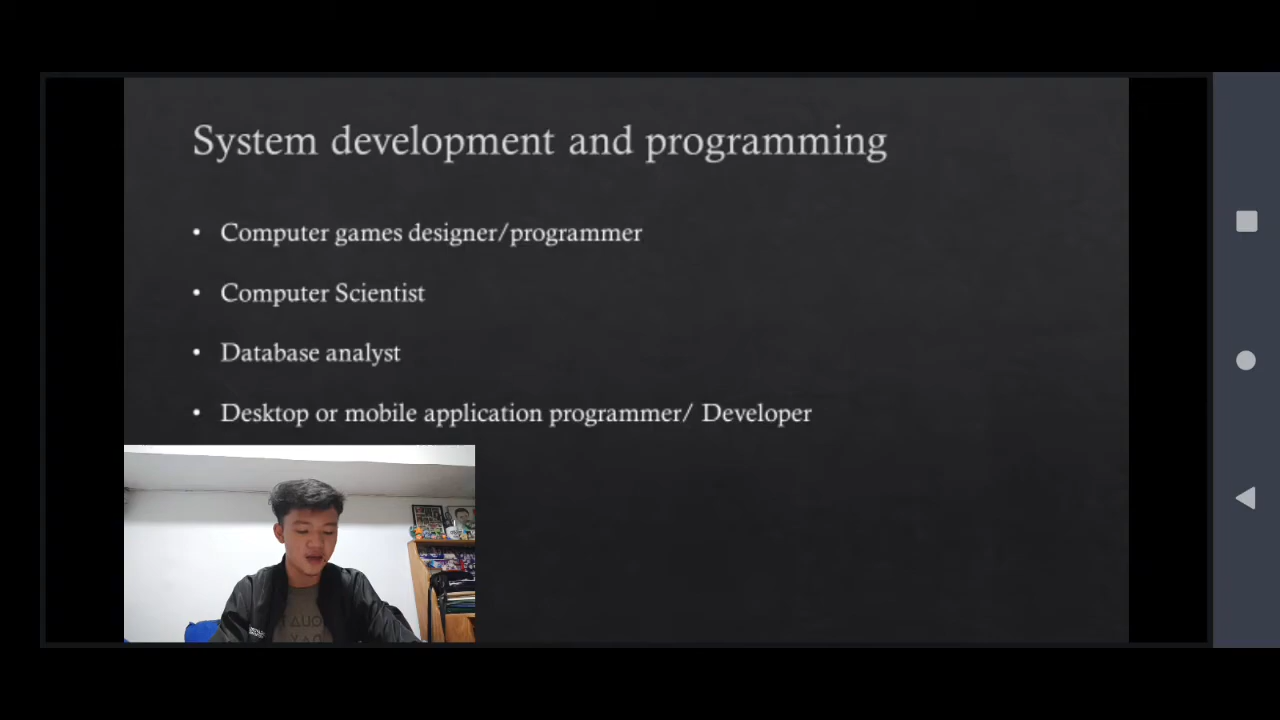 System development and programming
• Computer games designer/programmer
• Computer Scientist
• Database analyst
• Desktop or mobile application programmer/ Developer